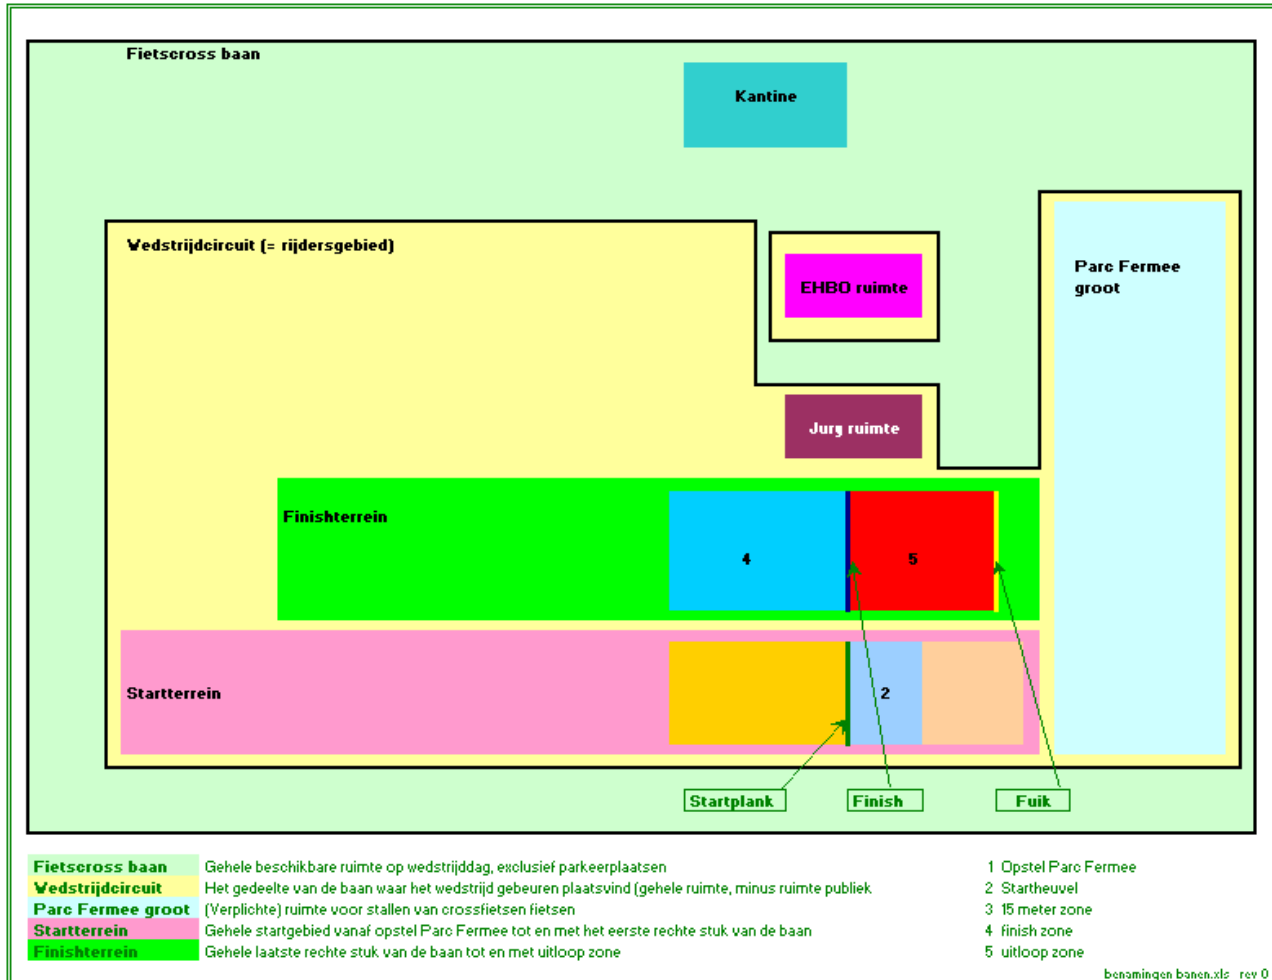 Fietscross baan
Kantine
Wedstrijdcircuit (= rijdersgebied)
EHBO ruimte
Parc Fermee
groot
Jury ruimte
Finishterrein
4
5
Startterrein
2
Startplank
Finish
Fuik
Fietscross baan Gehele beschikbare ruimte op wedstrijddag, exclusief parkeerplaatsen
Wedstrijdcircuit Het gedeelte van de baan waar het wedstrijd gebeuren plaatsvind (gehele ruimte, minus ruimte publiek
Parc Fermee groot (Verplichte) ruimte voor stallen van crossfietsen fietsen
Startterrein Gehele startgebied vanaf opstel Parc Fermee tot en met het eerste rechte stuk van de baan
Finishterrein Gehele laatste rechte stuk van de baan tot en met uitloop zone
1 Opstel Parc Fermee
2 Startheuvel
3 15 meter zone
4 finish zone
5 uitloop zone
benamingen banen.xls rev 0